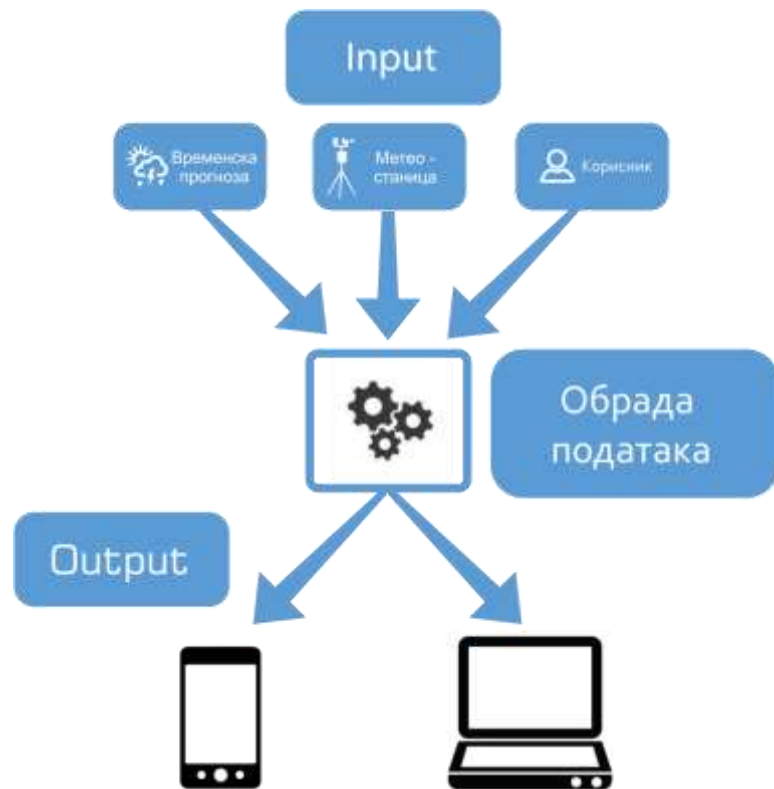 Input
Временска
прогноза
Метео -
станица
Корисник
Обрада
података
Output